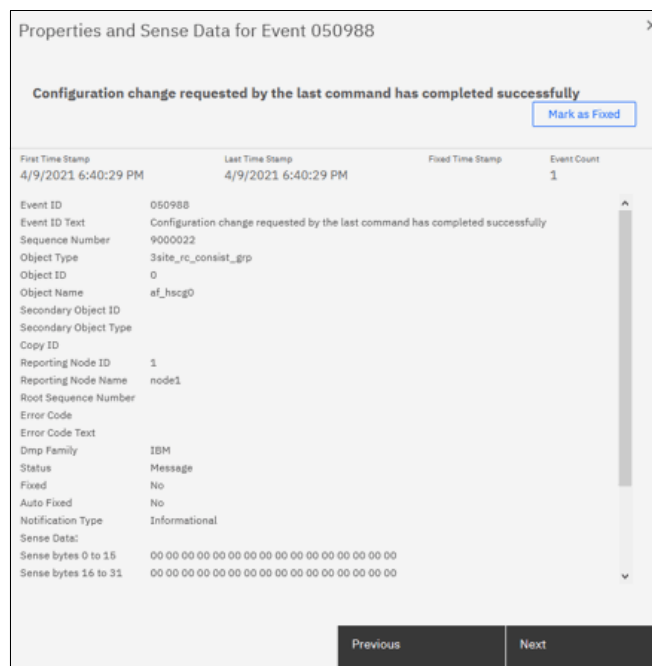 Properties and Sense Data for Event 050988
Configuration change requested by the last command has completed successfully
Mark as Fixed
First Time Stamp Last Time Stamp Fixed Time Stamp Event Count
4/9/2021 6:40:29 PM 4/9/2021 6:40:29 PM 1
Event ID 050988
Event ID Text Configuration change requested by the last command has completed successfully
Sequence Number 9000022
Object Type 3site_rc_consist_grp
Object ID 0
Object Name af_hscg0
Secondary Object ID
Secondary Object Type
Copy ID
Reporting Node ID 1
Reporting Node Name node1
Root Sequence Number
Error Code
Error Code Text
Dmp Family IBM
Status Message
Fixed No
Auto Fixed No
Notification Type Informational
Sense Data:
Sense bytes 0 to 15 00 00 00 00 00 00 00 00 00 00 00 00 00 00 00 00
Sense bytes 16 to 31 00 00 00 00 00 00 00 00 00 00 00 00 00 00 00 00
Previous Next